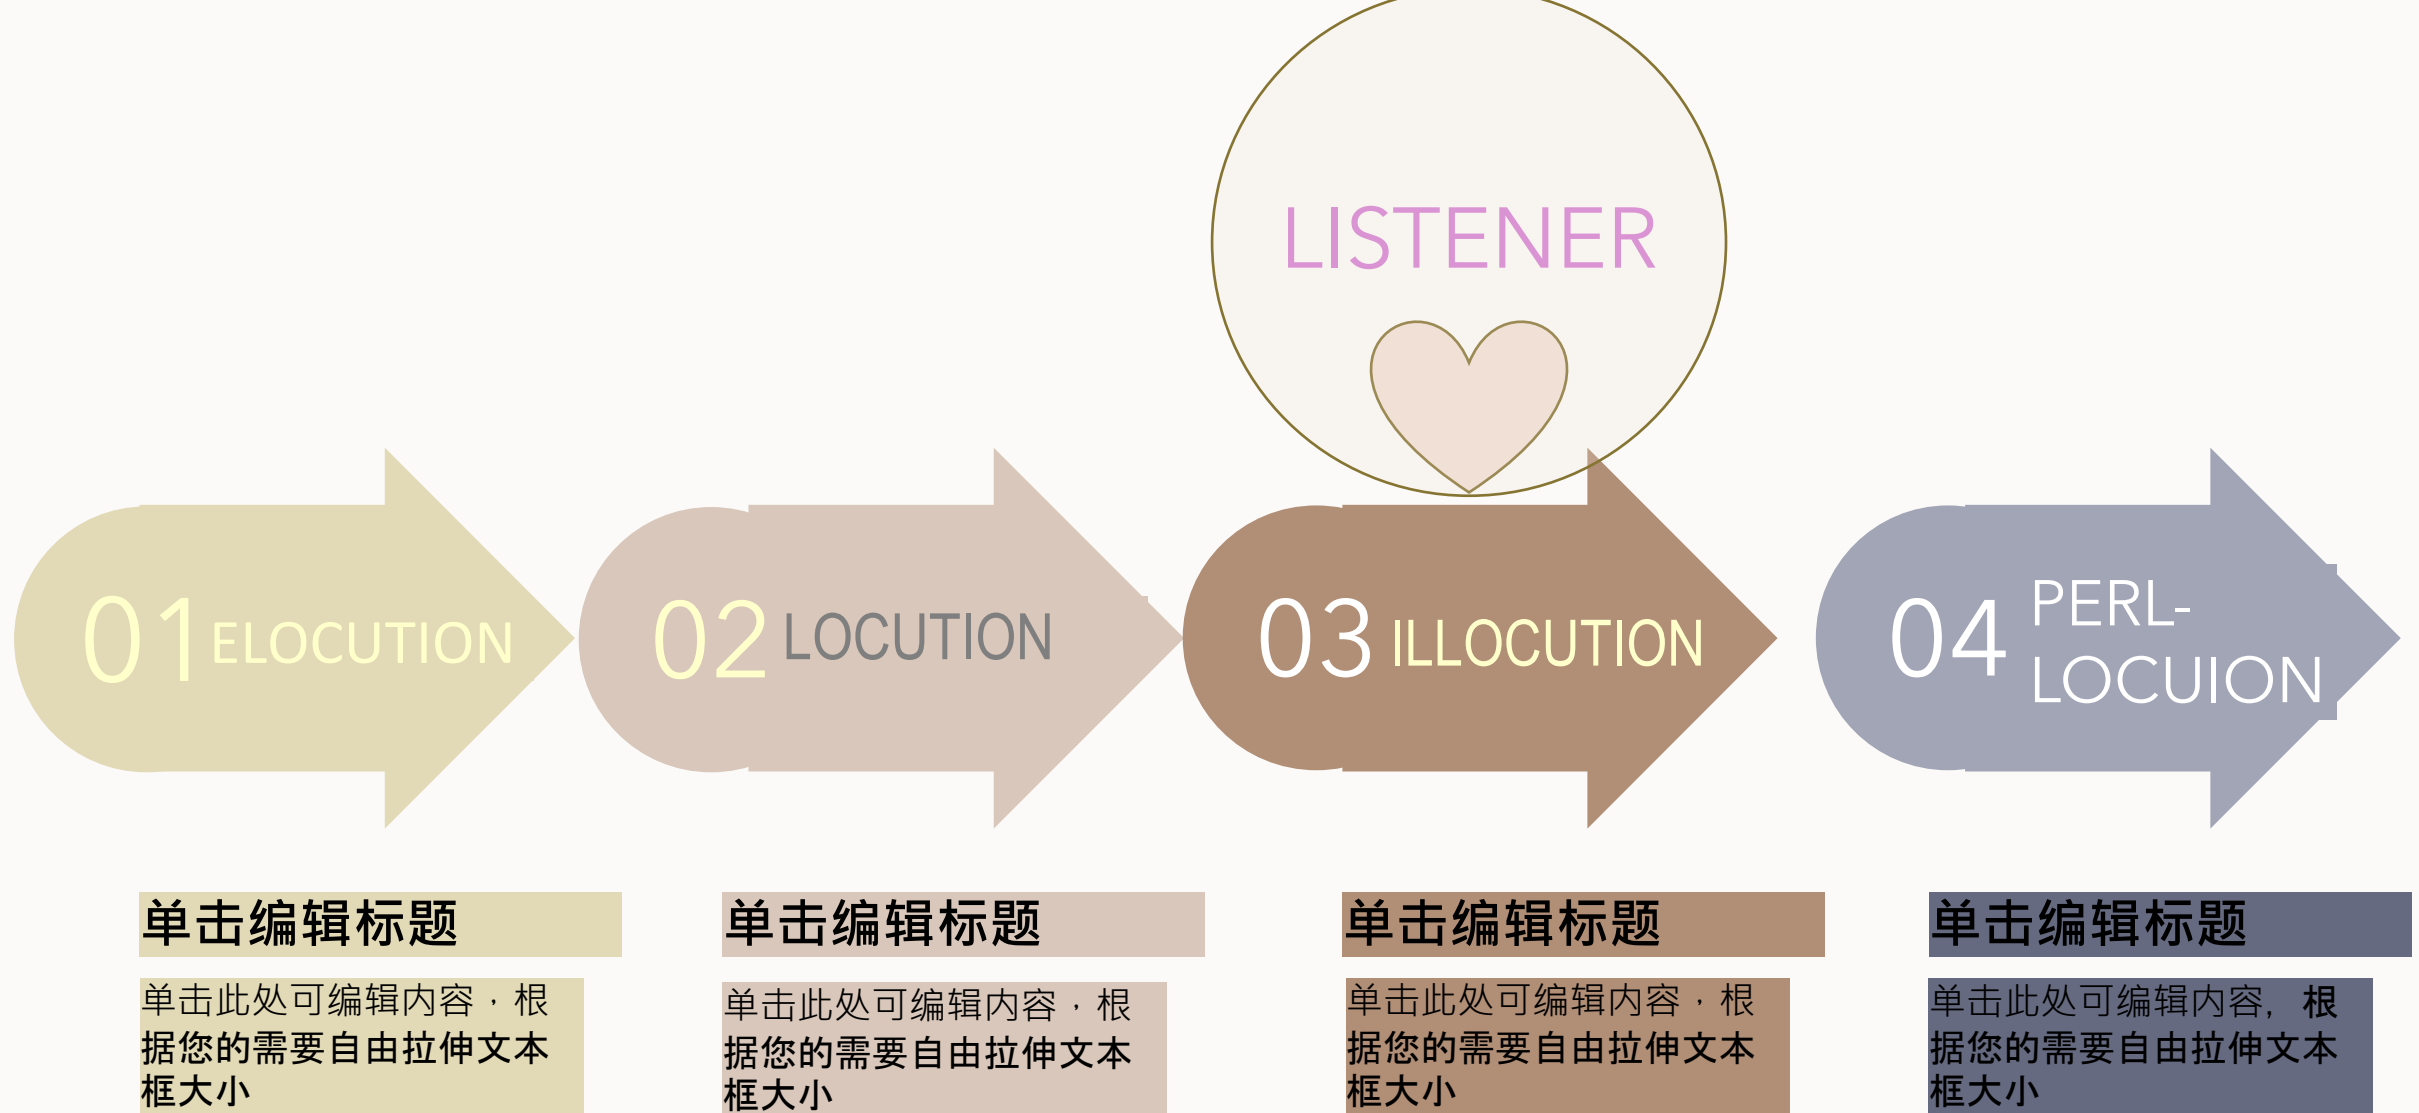 LISTENER
01 ELOCUTION
02 LOCUTION
03 ILLOCUTION
04 PERL-
LOCUION
单击编辑标题
单击此处可编辑内容，根
据您的需要自由拉伸文本
框大小
单击编辑标题
单击此处可编辑内容，根
据您的需要自由拉伸文本
框大小
单击编辑标题
单击此处可编辑内容，根
据您的需要自由拉伸文本
框大小
单击编辑标题
单击此处可编辑内容，根
据您的需要自由拉伸文本
框大小